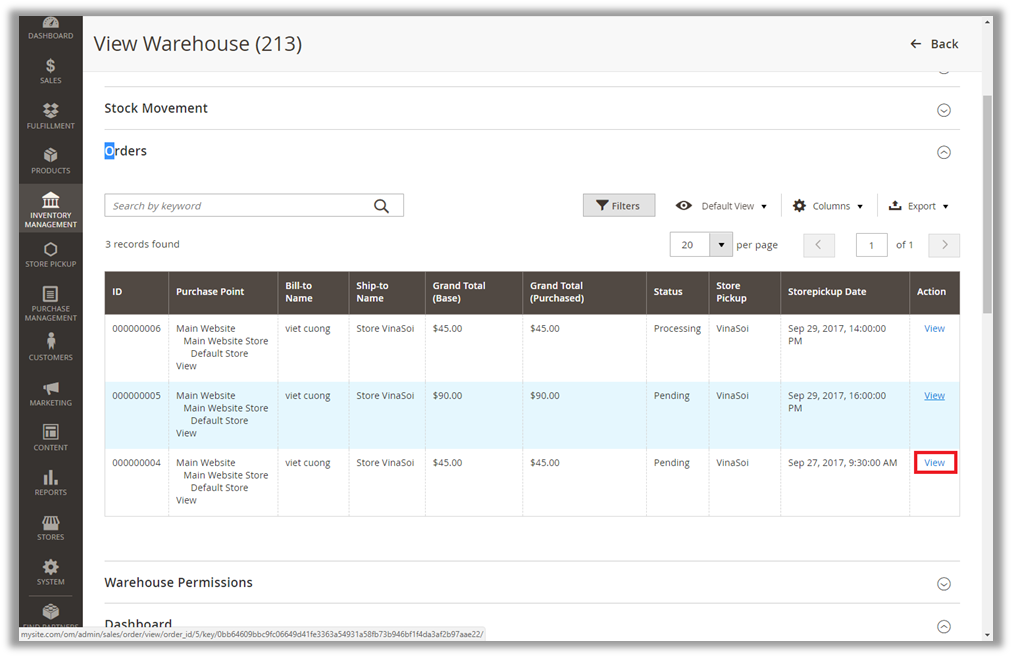 DASHBOARD
SALES
FULFILLMENT
PRODUCTS
INVENTORY
MANAGEMENT
STORE PICKUP
PURCHASE
MANAGEMENT
CUSTOMERS
MARKETING
CONTENT
REPORTS
STORES
SYSTEM
FIND PARTNERS
View Warehouse (213)
Back
Stock Movement
Orders
Search by keyword
Filters
Default View
Columns
Export
3 records found
20
per page
1
of 1
ID
Purchase Point
Bill-to
Name
Ship-to
Name
Grand Total
(Base)
Grand Total
(Purchased)
Status
Store
Pickup
Storepickup Date
Action
000000006
Main Website
Main Website Store
Default Store
View
viet cuong
Store VinaSoi
$45.00
$45.00
Processing
VinaSoi
Sep 29, 2017, 14:00:00
PM
View
000000005
Main Website
Main Website Store
Default Store
View
viet cuong
Store VinaSoi
$90.00
$90.00
Pending
VinaSoi
Sep 29, 2017, 16:00:00
PM
View
000000004
Main Website
Main Website Store
Default Store
View
viet cuong
Store VinaSoi
$45.00
$45.00
Pending
VinaSoi
Sep 27, 2017, 9:30:00 AM
View
Warehouse Permissions
Dashboard
mysite.com/om/admin/sales/order/view/order_id/5/key/0bb64609bbc9fc06649d41fe3363a54931a58fb73b946bf1f4da3af2b97aae22/